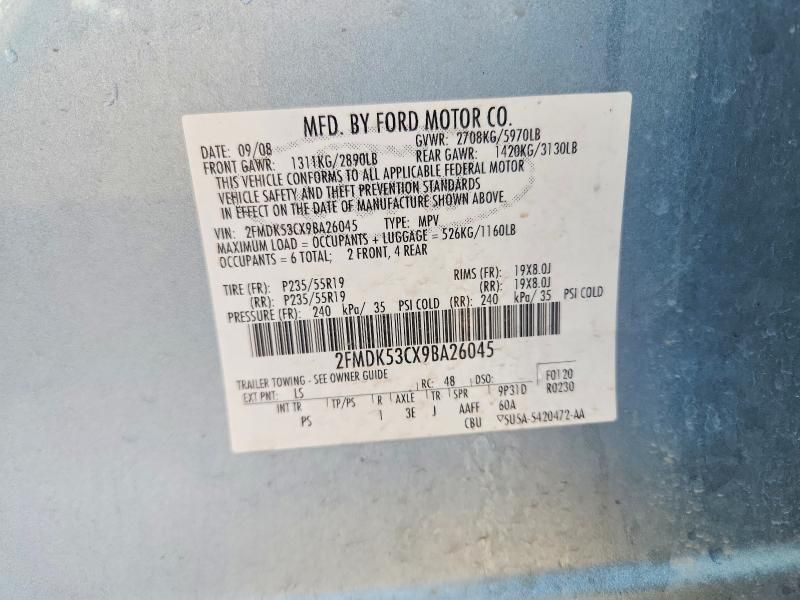 MFD. BY FORD MOTOR CO.
DATE: 09/08 GVWR: 2708KG/5970LB
FRONT GAWR: 1311KG/2890LB REAR GAWR: 1420KG/3130LB
THIS VEHICLE CONFORMS TO ALL APPLICABLE FEDERAL MOTOR
VEHICLE SAFETY AND THEFT PREVENTION STANDARDS
IN EFFECT ON THE DATE OF MANUFACTURE SHOWN ABOVE.
VIN: 2FMDK53CX9BA26045 TYPE: MPV
MAXIMUM LOAD = OCCUPANTS + LUGGAGE = 526KG/1160LB
OCCUPANTS = 6 TOTAL; 2 FRONT, 4 REAR
TIRE (FR): P235/55R19 RIMS (FR): 19X8.0J
(RR): P235/55R19 (RR): 19X8.0J
PRESSURE (FR): 240 kPa/ 35 PSI COLD (RR): 240 kPa/ 35 PSI COLD
2FMDK53CX9BA26045
TRAILER TOWING - SEE OWNER GUIDE
EXT PNT: LS RC: 48 DSO: F0120
INT TR TP/PS R AXLE TR SPR 9P31D R0230
PS 1 3E J AAFF 60A
CBU ▽5U5A-5420472-AA